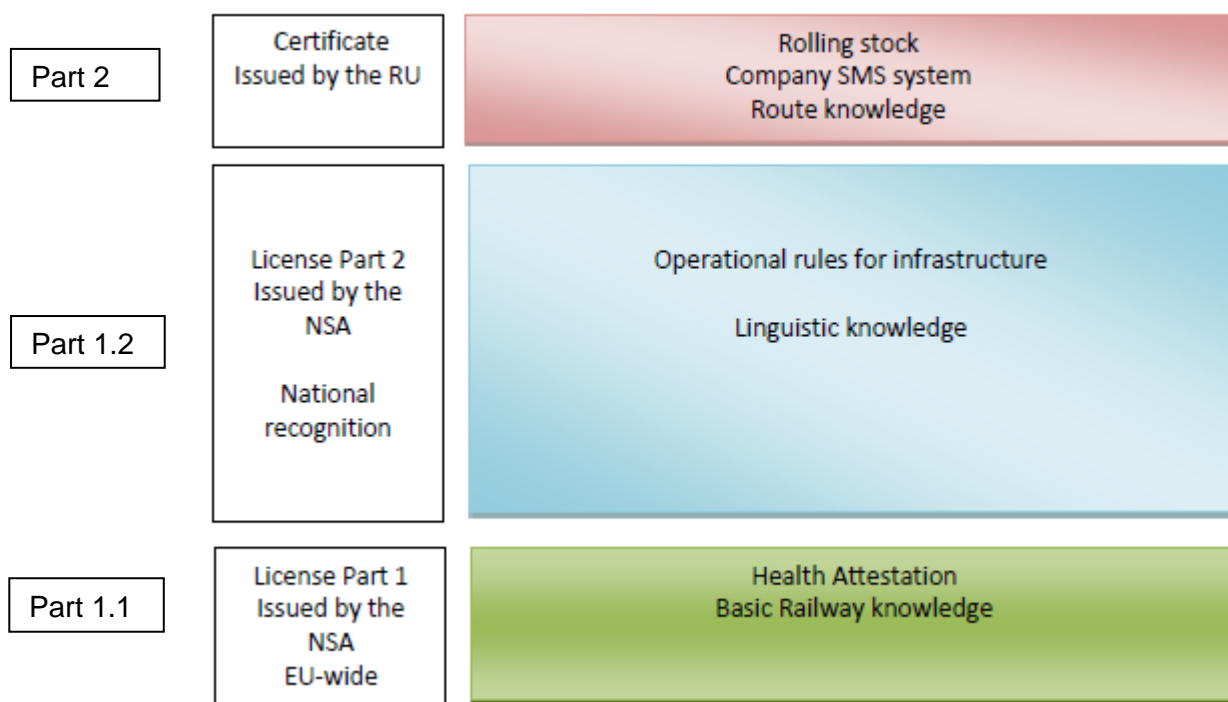 Part 2
Certificate
Issued by the RU
Rolling stock
Company SMS system
Route knowledge
Part 1.2
License Part 2
Issued by the
NSA
National
recognition
Operational rules for infrastructure
Linguistic knowledge
Part 1.1
License Part 1
Issued by the
NSA
EU-wide
Health Attestation
Basic Railway knowledge